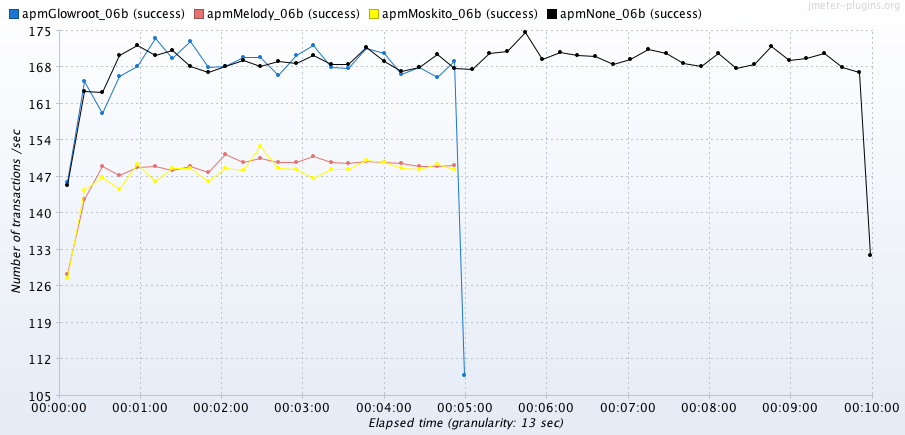 jmeter-plugins.org
apmGlowroot_06b (success) apmMelody_06b (success) apmMoskito_06b (success) apmNone_06b (success)
Number of transactions /sec
175
168
161
154
147
140
133
126
119
112
105
00:00:00 00:01:00 00:02:00 00:03:00 00:04:00 00:05:00 00:06:00 00:07:00 00:08:00 00:09:00 00:10:00
Elapsed time (granularity: 13 sec)